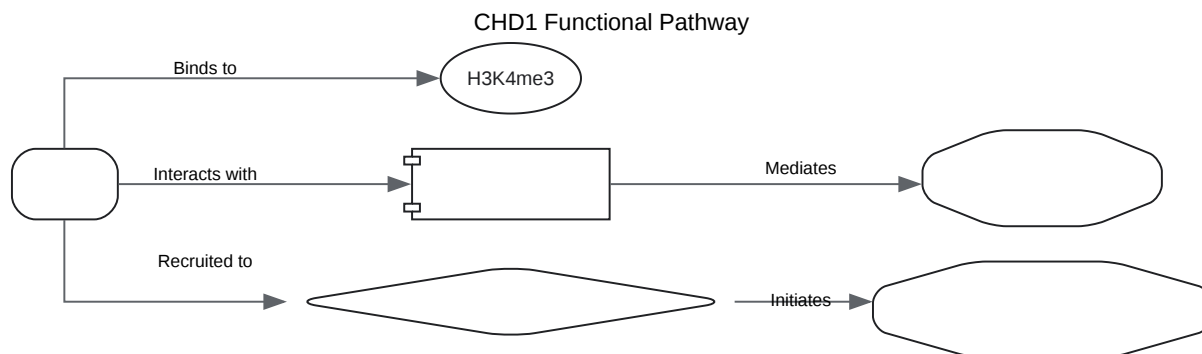 CHD1 Functional Pathway
Binds to
H3K4me3
Interacts with
Mediates
Recruited to
Initiates